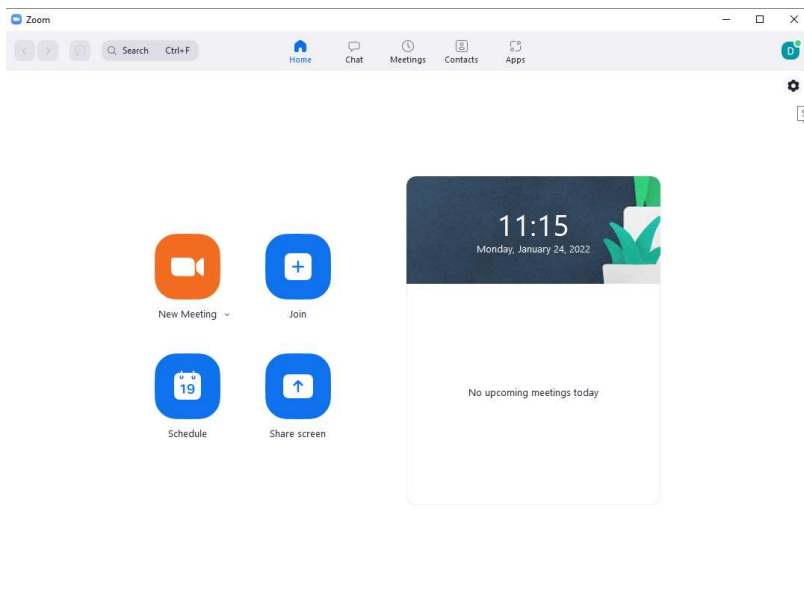 Zoom
Search Ctrl+F
Home
Chat
Meetings
Contacts
Apps
D
11:15
Monday, January 24, 2022
New Meeting
Join
19
Schedule
Share screen
No upcoming meetings today